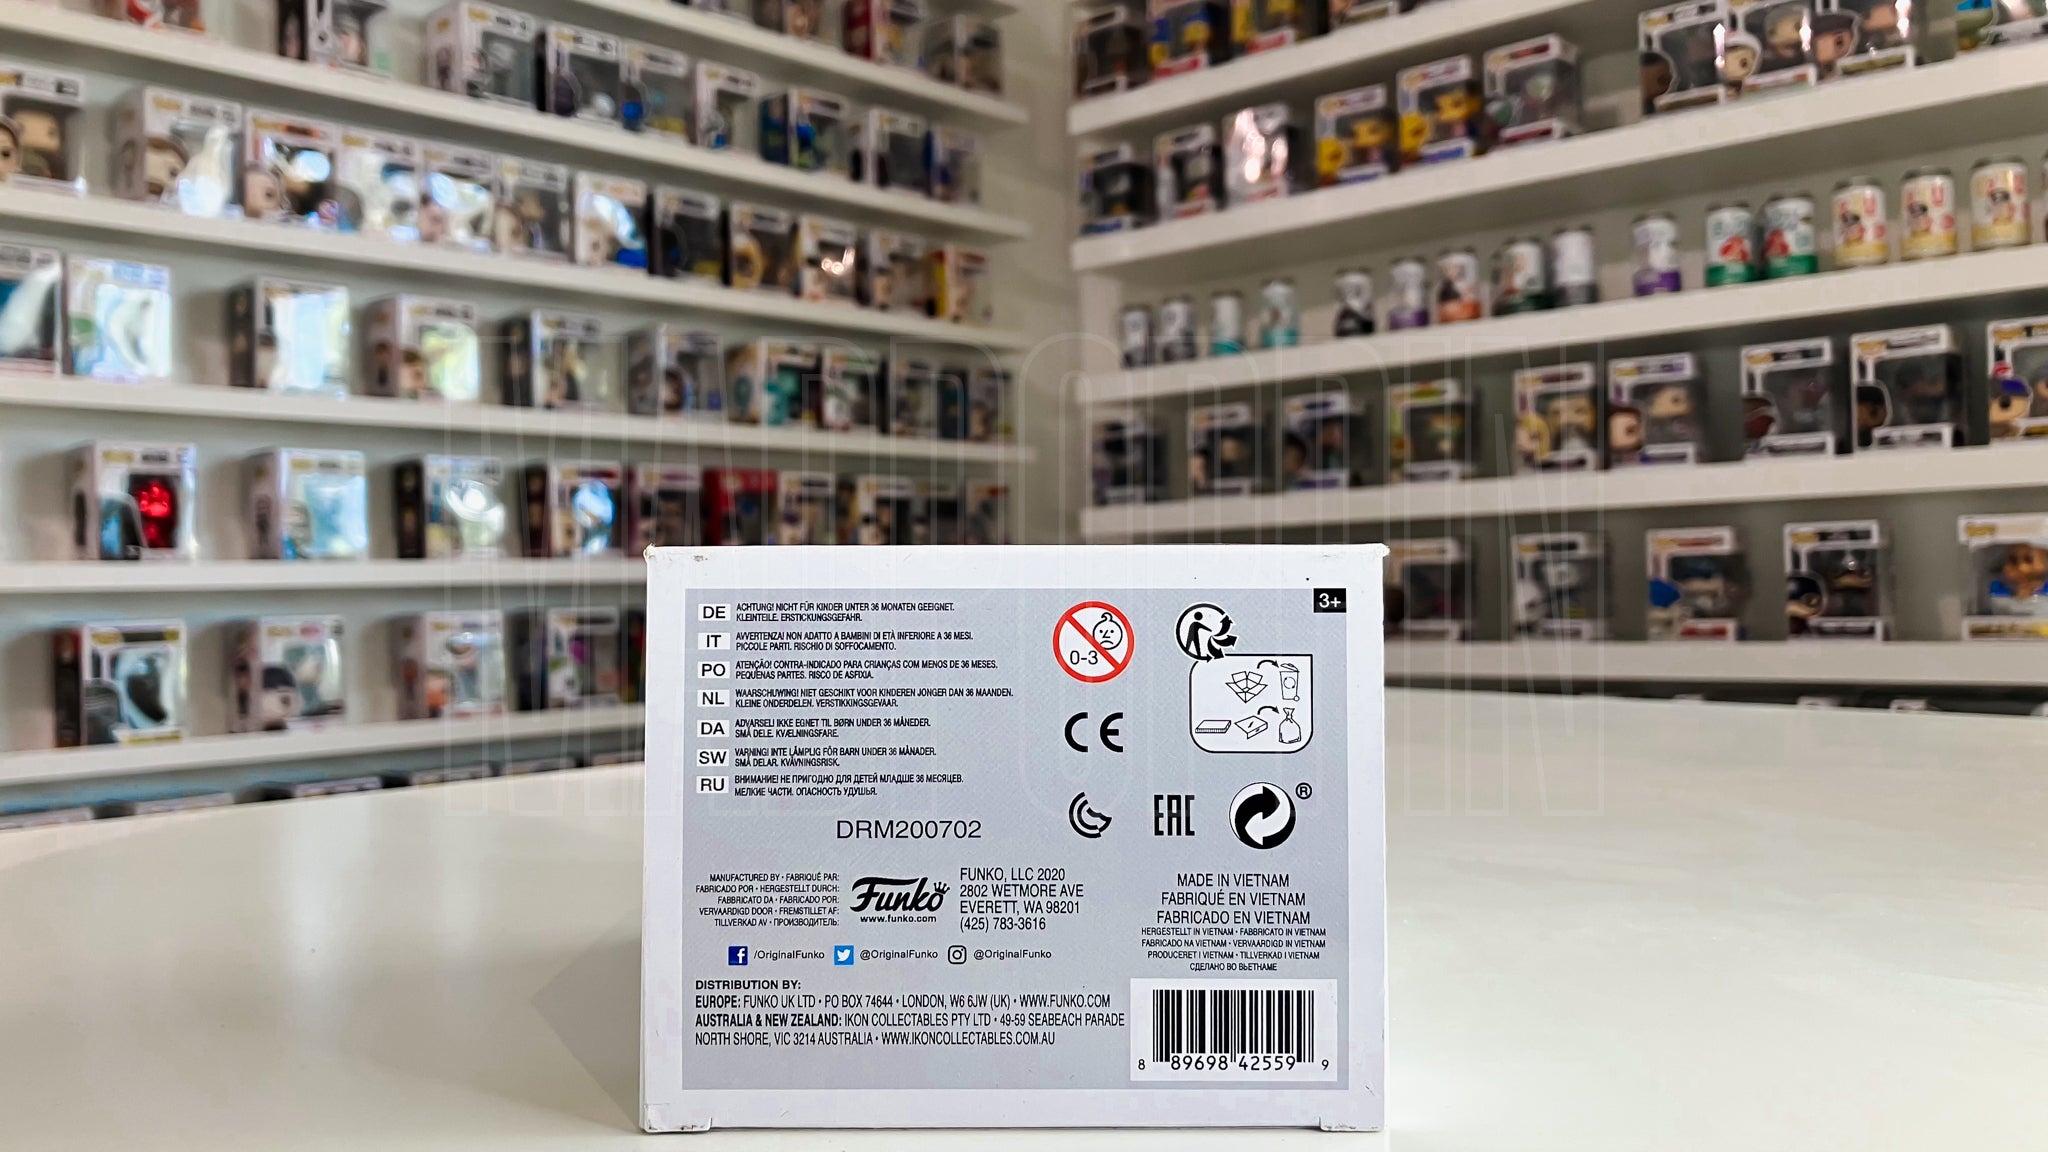 MATPOPPIN
3+
DE ACHTUNG! NICHT FÜR KINDER UNTER 36 MONATEN GEEIGNET.
KLEINTEILE. ERSTICKUNGSGEFAHR.
IT AVVERTENZA! NON ADATTO A BAMBINI DI ETÀ INFERIORE A 36 MESI.
PICCOLE PARTI. RISCHIO DI SOFFOCAMENTO.
PO ATENÇÃO! CONTRA-INDICADO PARA CRIANÇAS COM MENOS DE 36 MESES.
PEQUENAS PARTES. RISCO DE ASFIXIA.
NL WAARSCHUWING! NIET GESCHIKT VOOR KINDEREN JONGER DAN 36 MAANDEN.
KLEINE ONDERDELEN. VERSTIKKINGSGEVAAR.
DA ADVARSEL! IKKE EGNET TIL BØRN UNDER 36 MÅNEDER.
SMÅ DELE. KVÆLNINGSFARE.
SW VARNING! INTE LÄMPLIG FÖR BARN UNDER 36 MÅNADER.
SMÅ DELAR. KVÄVNINGSRISK.
RU ВНИМАНИЕ! НЕ ПРИГОДНО ДЛЯ ДЕТЕЙ МЛАДШЕ 36 МЕСЯЦЕВ.
МЕЛКИЕ ЧАСТИ. ОПАСНОСТЬ УДУШЬЯ.
0-3
CE
EAC
®
DRM200702
MANUFACTURED BY • FABRIQUÉ PAR:
FABRICADO POR • HERGESTELLT DURCH:
FABBRICATO DA • FABRICADO POR:
VERVAARDIGD DOOR • FREMSTILLET AF:
TILLVERKAD AV • ПРОИЗВОДИТЕЛЬ:
Funko
www.funko.com
FUNKO, LLC 2020
2802 WETMORE AVE
EVERETT, WA 98201
(425) 783-3616
MADE IN VIETNAM
FABRIQUÉ EN VIETNAM
FABRICADO EN VIETNAM
HERGESTELLT IN VIETNAM • FABBRICATO IN VIETNAM
FABRICADO NA VIETNAM • VERVAARDIGD IN VIETNAM
PRODUCERET I VIETNAM • TILLVERKAD I VIETNAM
СДЕЛАНО ВО ВЬЕТНАМЕ
/OriginalFunko @OriginalFunko @OriginalFunko
DISTRIBUTION BY:
EUROPE: FUNKO UK LTD • PO BOX 74644 • LONDON, W6 6JW (UK) • WWW.FUNKO.COM
AUSTRALIA & NEW ZEALAND: IKON COLLECTABLES PTY LTD • 49-59 SEABEACH PARADE
NORTH SHORE, VIC 3214 AUSTRALIA • WWW.IKONCOLLECTABLES.COM.AU
8 89698 42559 9